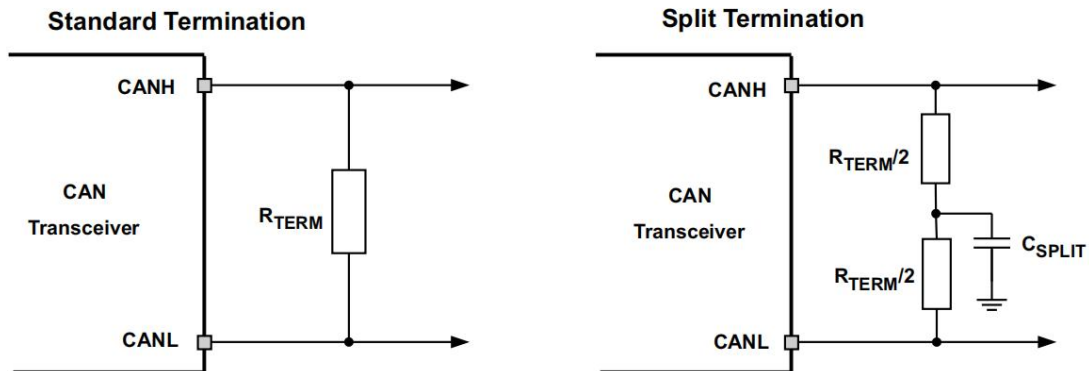 Standard Termination
CANH
CAN
Transceiver
RTERM
CANL
Split Termination
CANH
RTERM/2
CAN
Transceiver
CSPLIT
RTERM/2
CANL